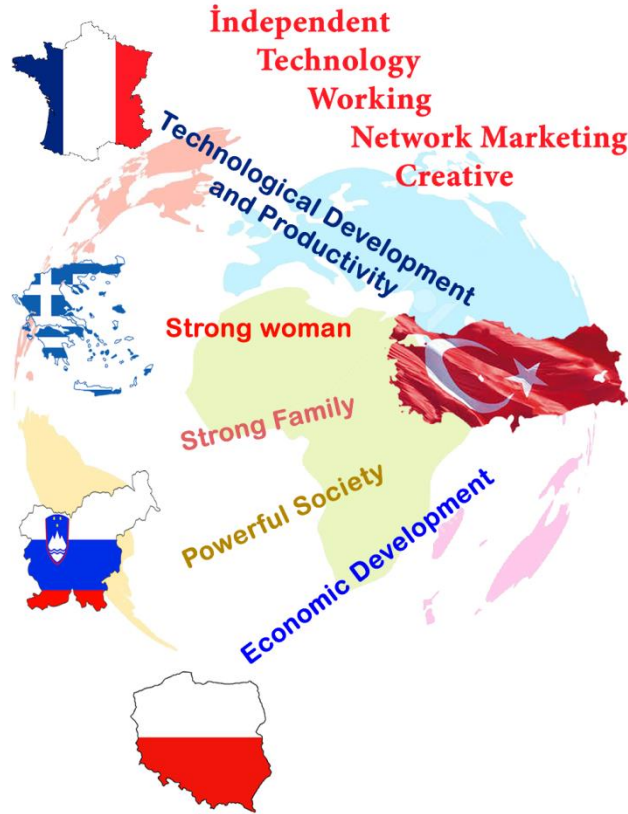 İndependent
Technology
Working
Network Marketing
Creative
Technological Development
and Productivity
Strong woman
Strong Family
Powerful Society
Economic Development